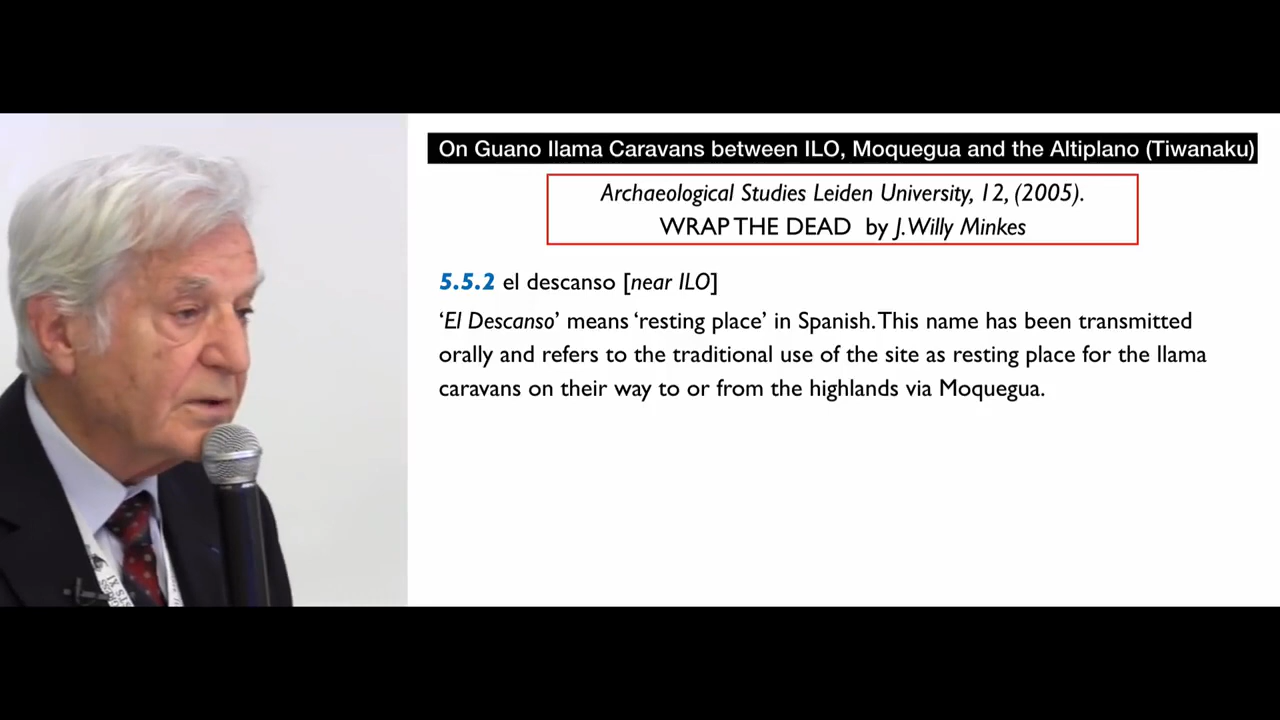 On Guano llama Caravans between ILO, Moquegua and the Altiplano (Tiwanaku)
Archaeological Studies Leiden University, 12, (2005).
WRAP THE DEAD by J. Willy Minkes
5.5.2 el descanso [near ILO]
‘El Descanso’ means ‘resting place’ in Spanish. This name has been transmitted
orally and refers to the traditional use of the site as resting place for the llama
caravans on their way to or from the highlands via Moquegua.